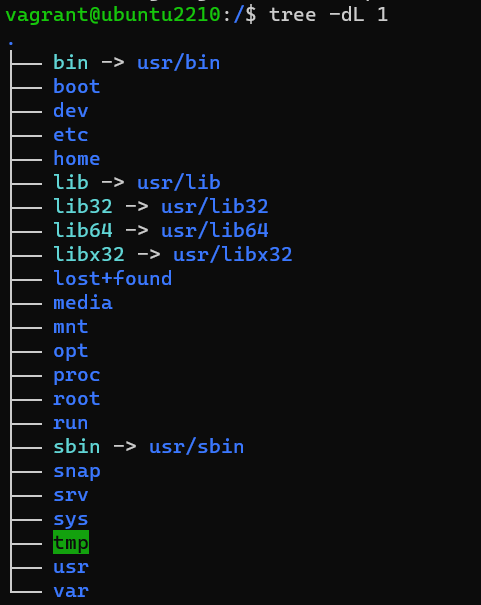 vagrant@ubuntu2210:/$ tree -dL 1
.
├── bin -> usr/bin
├── boot
├── dev
├── etc
├── home
├── lib -> usr/lib
├── lib32 -> usr/lib32
├── lib64 -> usr/lib64
├── libx32 -> usr/libx32
├── lost+found
├── media
├── mnt
├── opt
├── proc
├── root
├── run
├── sbin -> usr/sbin
├── snap
├── srv
├── sys
├── tmp
├── usr
└── var